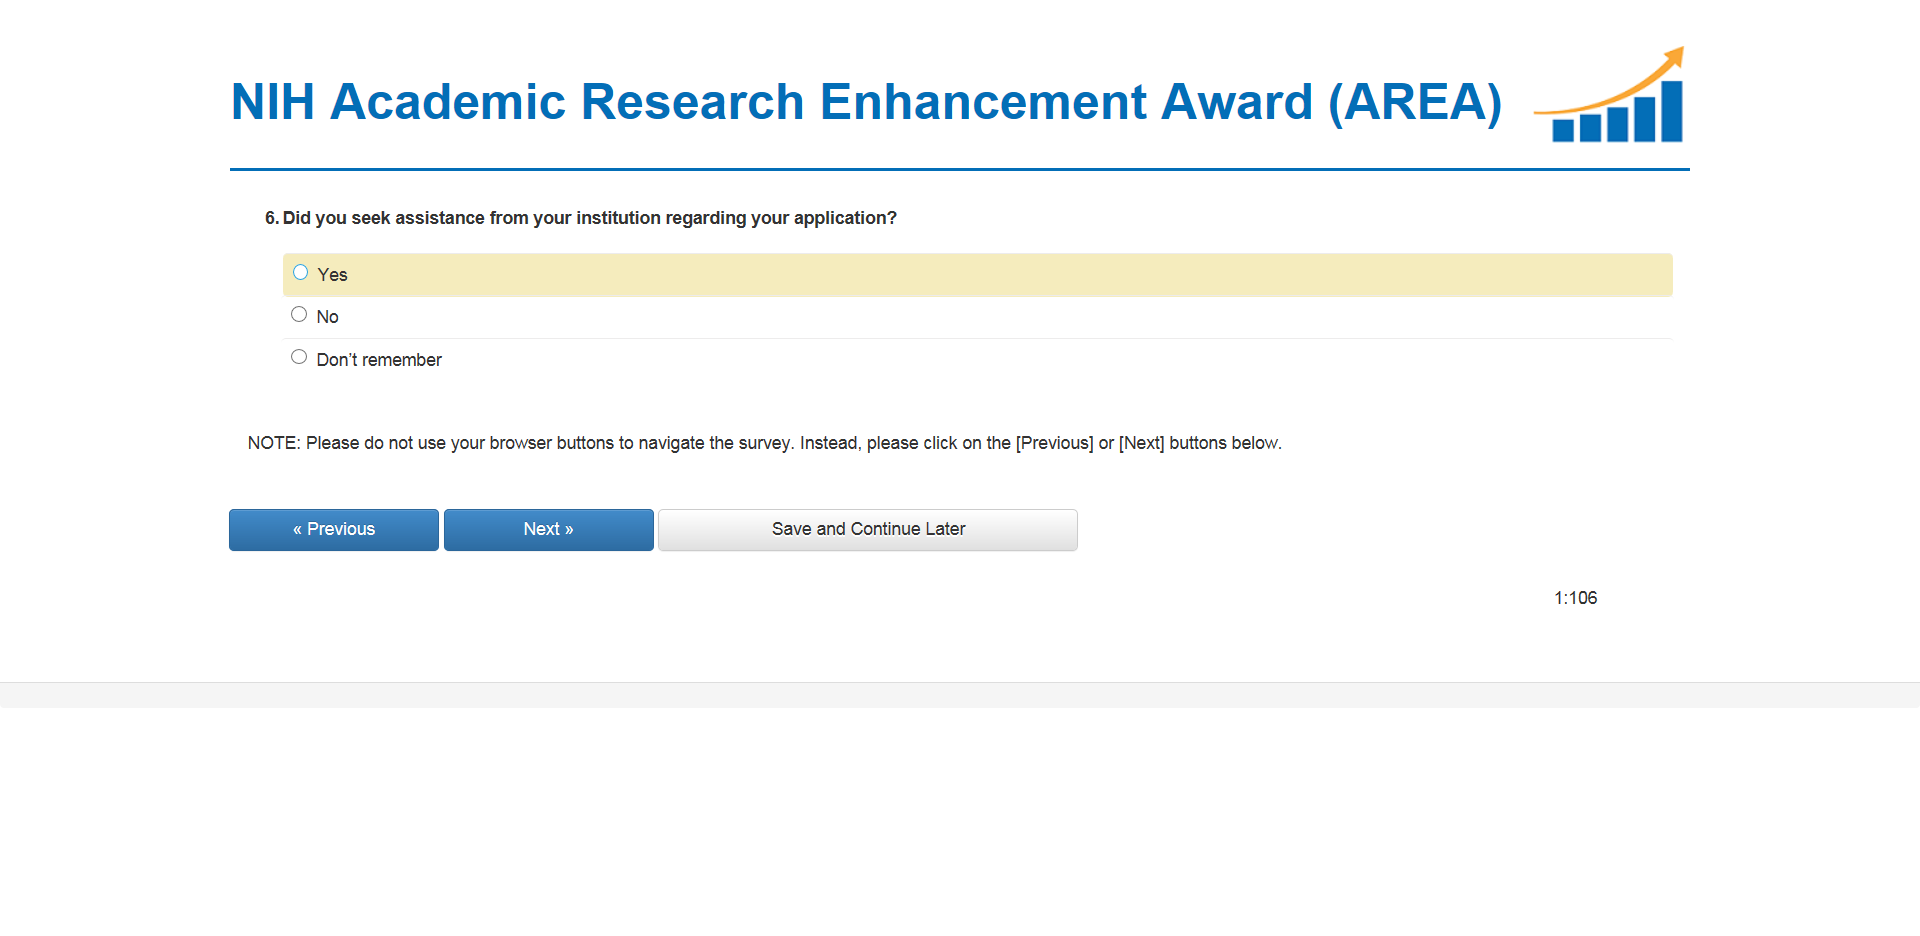 NIH Academic Research Enhancement Award (AREA)
6. Did you seek assistance from your institution regarding your application?
Yes
No
Don't remember
NOTE: Please do not use your browser buttons to navigate the survey. Instead, please click on the [Previous] or [Next] buttons below.
« Previous
Next »
Save and Continue Later
1:106